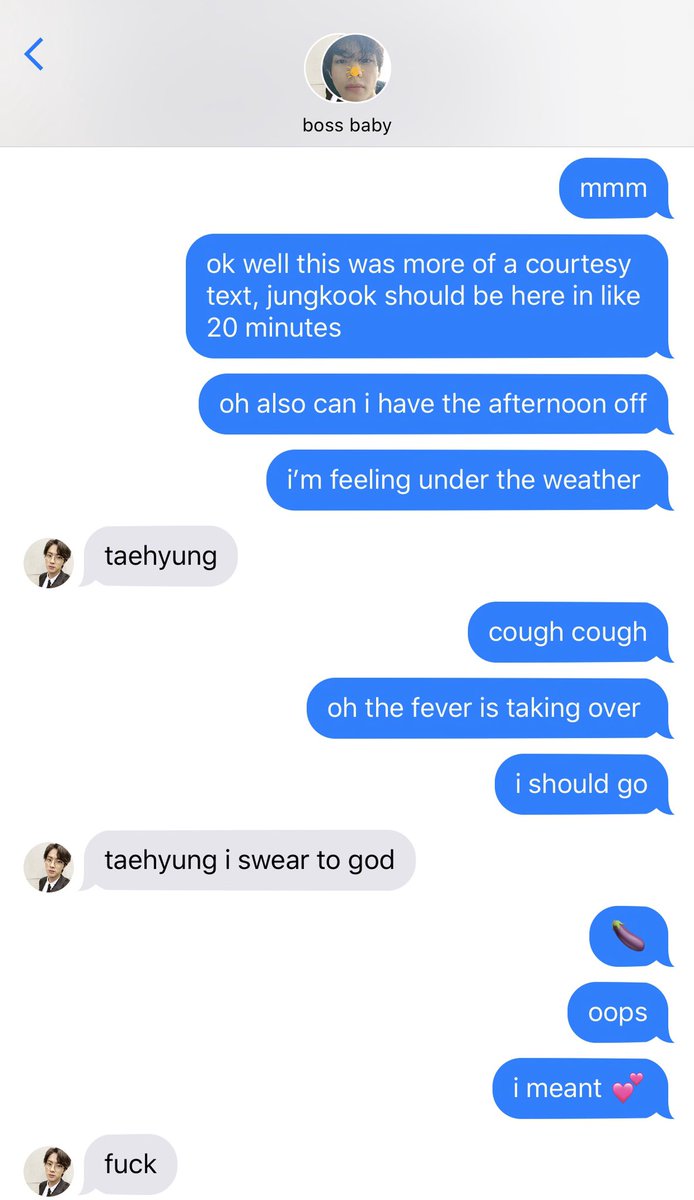 boss baby
mmm
ok well this was more of a courtesy
text, jungkook should be here in like
20 minutes
oh also can i have the afternoon off
i’m feeling under the weather
taehyung
cough cough
oh the fever is taking over
i should go
taehyung i swear to god
🍆
oops
i meant 💕
fuck